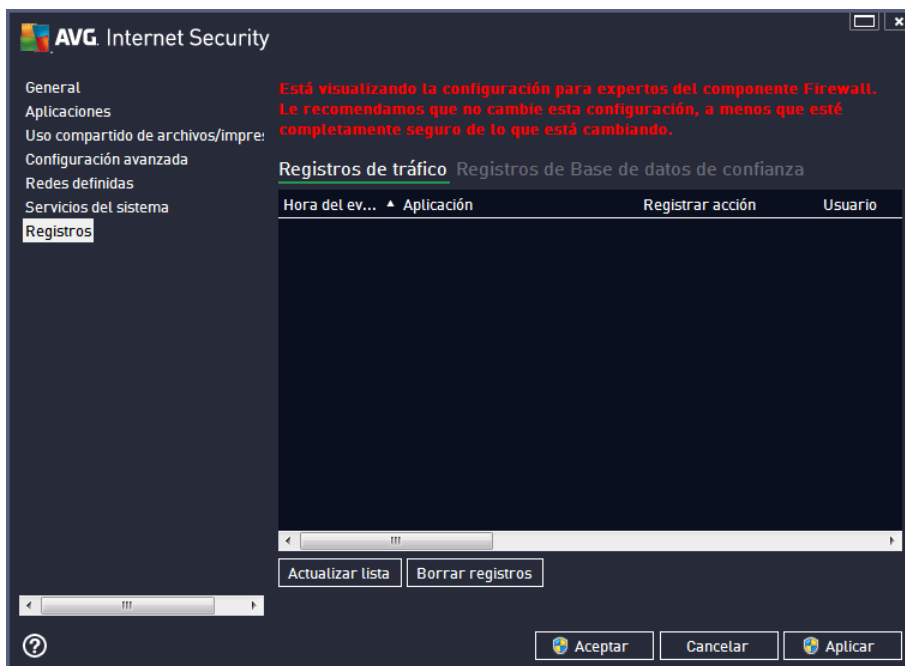 AVG. Internet Security
General
Aplicaciones
Uso compartido de archivos/impre
Configuración avanzada
Redes definidas
Servicios del sistema
Registros
Está visualizando la configuración para expertos del componente Firewall.
Le recomendamos que no cambie esta configuración, a menos que esté
completamente seguro de lo que está cambiando.
Registros de tráfico Registros de Base de datos de confianza
Hora del ev... Aplicación Registrar acción Usuario
Actualizar lista Borrar registros
Aceptar Cancelar Aplicar